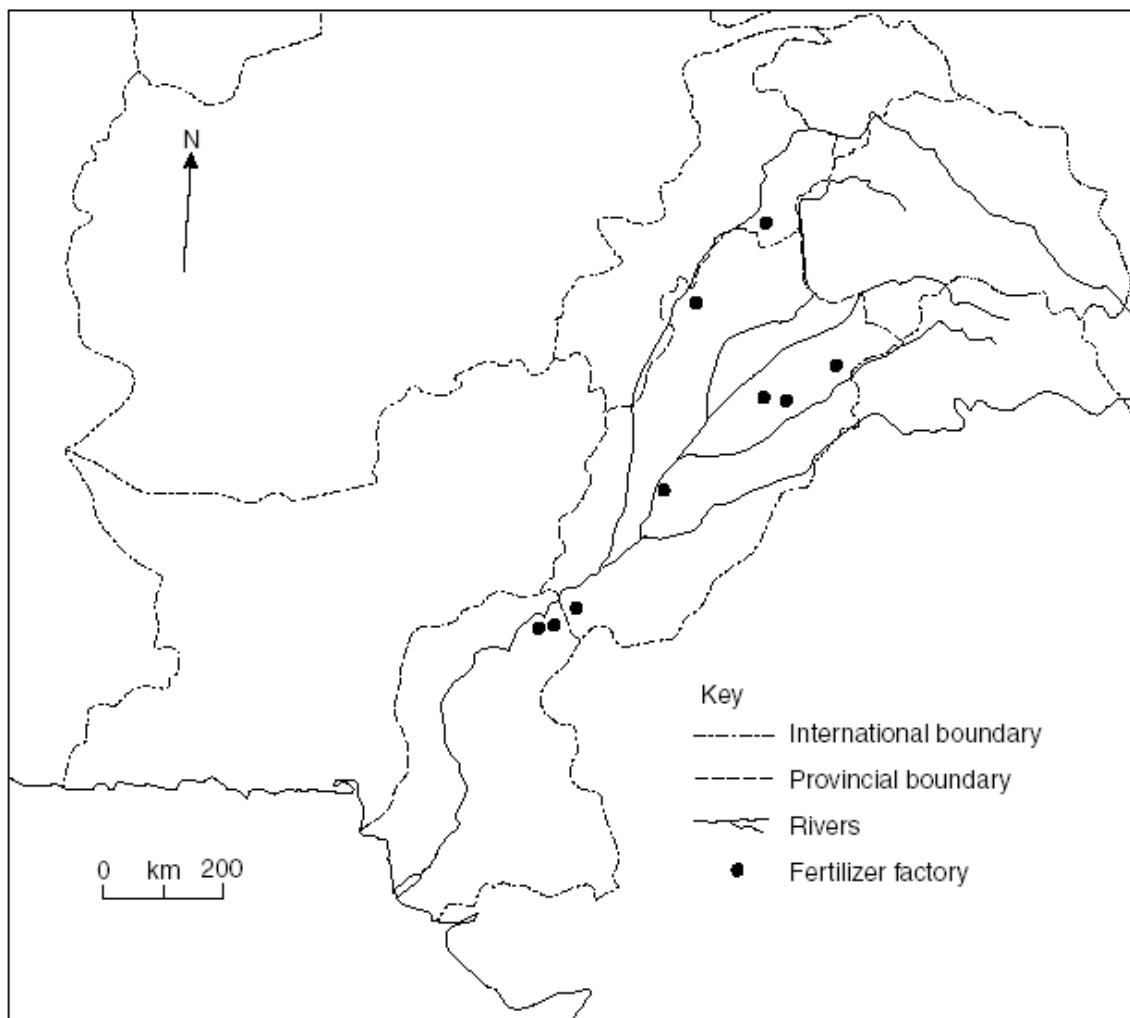 N
Key
International boundary
Provincial boundary
Rivers
Fertilizer factory
0 km 200